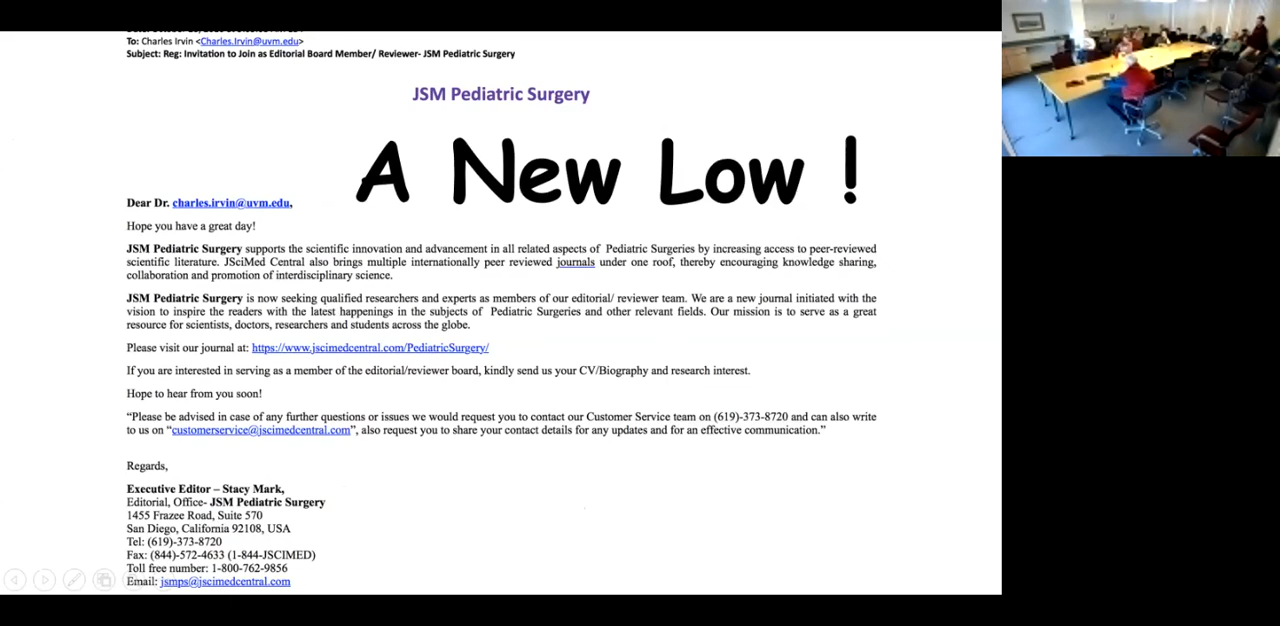 To: Charles Irvin <Charles.Irvin@uvm.edu>
Subject: Reg: Invitation to Join as Editorial Board Member/ Reviewer- JSM Pediatric Surgery
JSM Pediatric Surgery
A New Low !
Dear Dr. charles.irvin@uvm.edu,
Hope you have a great day!
JSM Pediatric Surgery supports the scientific innovation and advancement in all related aspects of Pediatric Surgeries by increasing access to peer-reviewed
scientific literature. JSciMed Central also brings multiple internationally peer reviewed journals under one roof, thereby encouraging knowledge sharing,
collaboration and promotion of interdisciplinary science.
JSM Pediatric Surgery is now seeking qualified researchers and experts as members of our editorial/ reviewer team. We are a new journal initiated with the
vision to inspire the readers with the latest happenings in the subjects of Pediatric Surgeries and other relevant fields. Our mission is to serve as a great
resource for scientists, doctors, researchers and students across the globe.
Please visit our journal at: https://www.jscimedcentral.com/PediatricSurgery/
If you are interested in serving as a member of the editorial/reviewer board, kindly send us your CV/Biography and research interest.
Hope to hear from you soon!
“Please be advised in case of any further questions or issues we would request you to contact our Customer Service team on (619)-373-8720 and can also write
to us on “customerservice@jscimedcentral.com”, also request you to share your contact details for any updates and for an effective communication.”
Regards,
Executive Editor – Stacy Mark,
Editorial, Office- JSM Pediatric Surgery
1455 Frazee Road, Suite 570
San Diego, California 92108, USA
Tel: (619)-373-8720
Fax: (844)-572-4633 (1-844-JSCIMED)
Toll free number: 1-800-762-9856
Email: jsmps@jscimedcentral.com